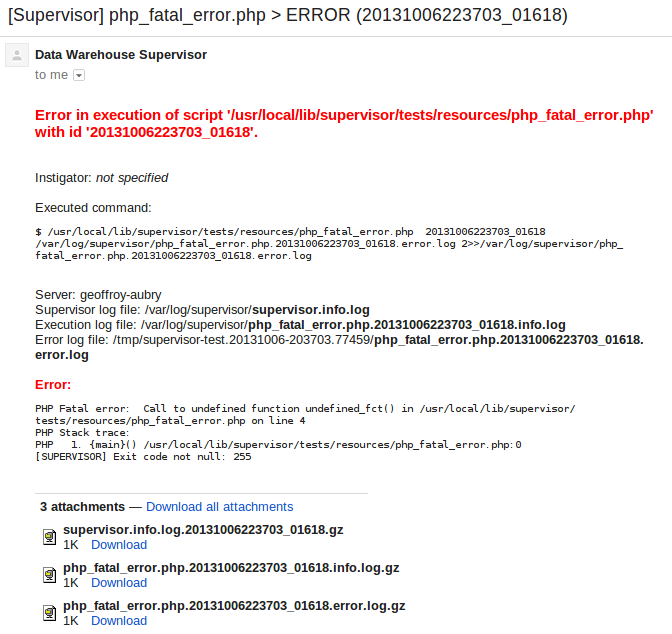 [Supervisor] php_fatal_error.php > ERROR (20131006223703_01618)
Data Warehouse Supervisor
to me
Error in execution of script '/usr/local/lib/supervisor/tests/resources/php_fatal_error.php'
with id '20131006223703_01618'.
Instigator: not specified
Executed command:
$ /usr/local/lib/supervisor/tests/resources/php_fatal_error.php  20131006223703_01618
/var/log/supervisor/php_fatal_error.php.20131006223703_01618.error.log 2>>/var/log/supervisor/php_
fatal_error.php.20131006223703_01618.error.log
Server: geoffroy-aubry
Supervisor log file: /var/log/supervisor/supervisor.info.log
Execution log file: /var/log/supervisor/php_fatal_error.php.20131006223703_01618.info.log
Error log file: /tmp/supervisor-test.20131006-203703.77459/php_fatal_error.php.20131006223703_01618.
error.log
Error:
PHP Fatal error:  Call to undefined function undefined_fct() in /usr/local/lib/supervisor/
tests/resources/php_fatal_error.php on line 4
PHP Stack trace:
PHP   1. {main}() /usr/local/lib/supervisor/tests/resources/php_fatal_error.php:0
[SUPERVISOR] Exit code not null: 255
3 attachments — Download all attachments
supervisor.info.log.20131006223703_01618.gz
1K Download
php_fatal_error.php.20131006223703_01618.info.log.gz
1K Download
php_fatal_error.php.20131006223703_01618.error.log.gz
1K Download